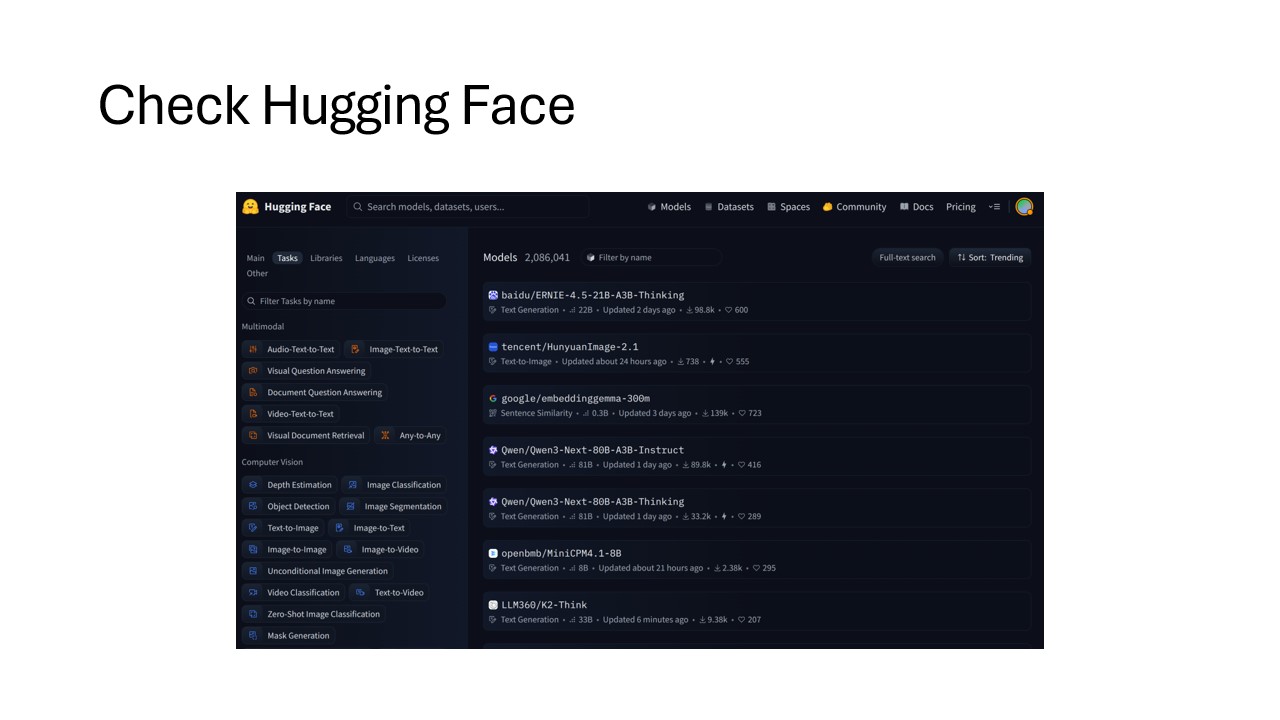 Check Hugging Face
Hugging Face
Search models, datasets, users...
Models
Datasets
Spaces
Community
Docs
Pricing
Main Tasks Libraries Languages Licenses
Other
Filter Tasks by name
Multimodal
Audio-Text-to-Text Image-Text-to-Text
Visual Question Answering
Document Question Answering
Video-Text-to-Text
Visual Document Retrieval Any-to-Any
Computer Vision
Depth Estimation Image Classification
Object Detection Image Segmentation
Text-to-Image Image-to-Text
Image-to-Image Image-to-Video
Unconditional Image Generation
Video Classification Text-to-Video
Zero-Shot Image Classification
Mask Generation
Models 2,086,041 Filter by name Full-text search Sort: Trending
baidu/ERNIE-4.5-21B-A3B-Thinking
Text Generation • 22B • Updated 2 days ago • 98.8k • 600
tencent/HunyuanImage-2.1
Text-to-Image • Updated about 24 hours ago • 738 • • 555
google/embeddinggemma-300m
Sentence Similarity • 0.3B • Updated 3 days ago • 139k • 723
Qwen/Qwen3-Next-80B-A3B-Instruct
Text Generation • 81B • Updated 1 day ago • 89.8k • • 416
Qwen/Qwen3-Next-80B-A3B-Thinking
Text Generation • 81B • Updated 1 day ago • 33.2k • • 289
openbmb/MiniCPM4.1-8B
Text Generation • 8B • Updated about 21 hours ago • 2.38k • 295
LLM360/K2-Think
Text Generation • 33B • Updated 6 minutes ago • 9.38k • 207